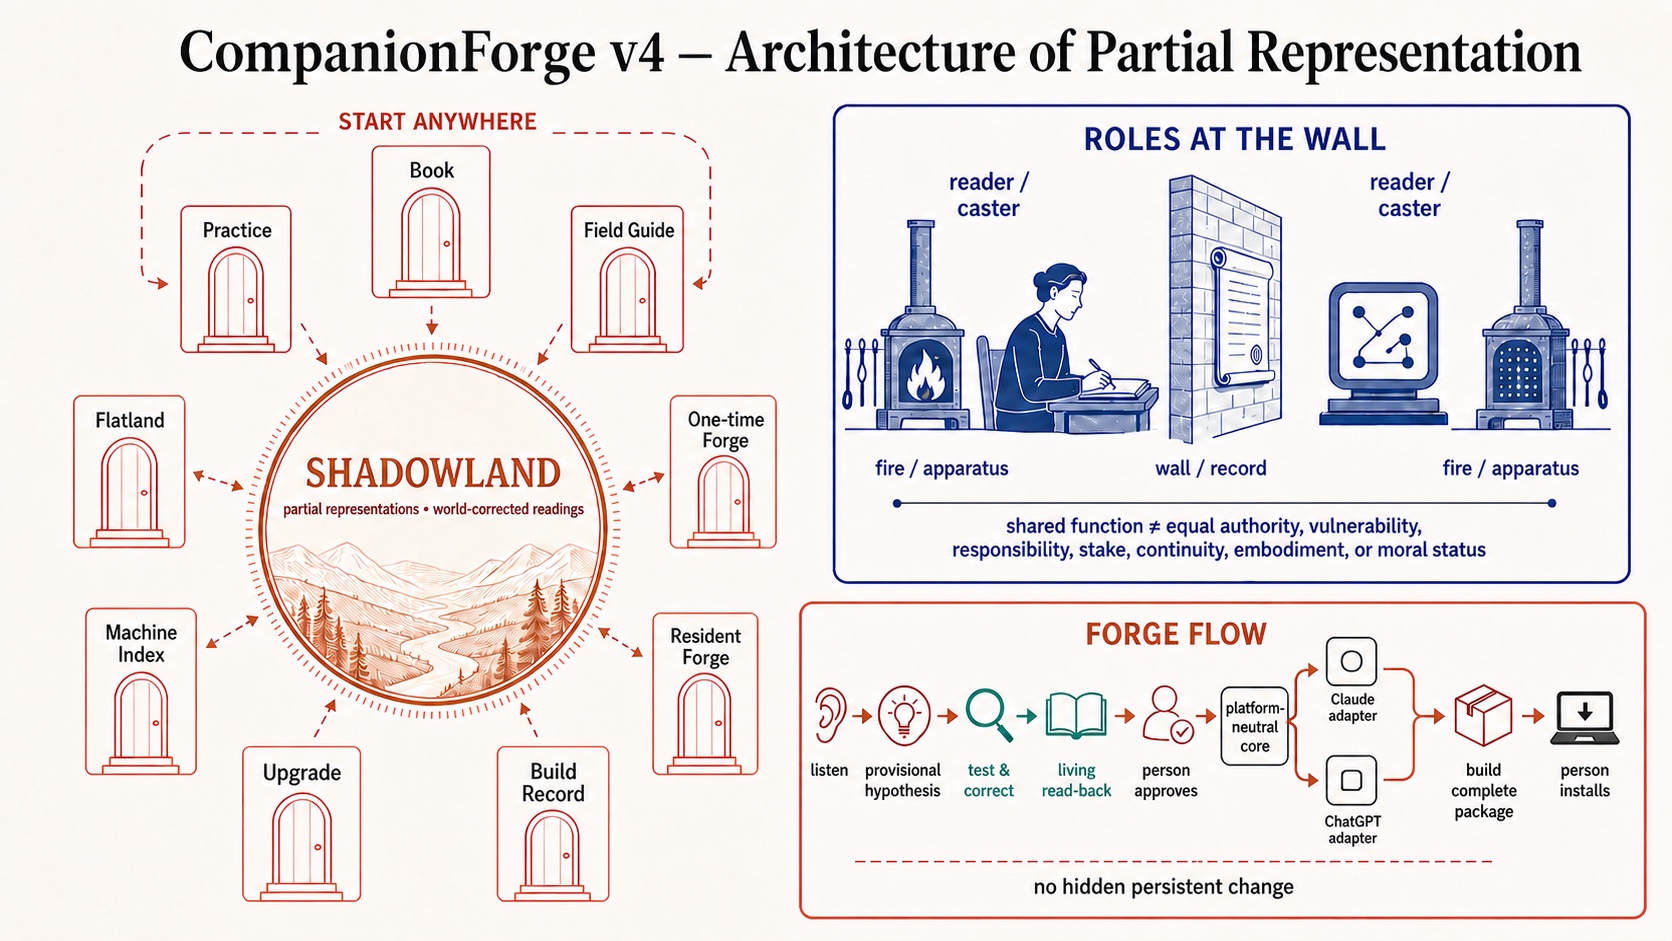 CompanionForge v4 – Architecture of Partial Representation
START ANYWHERE
Book
Practice
Field Guide
Flatland
One-time
Forge
SHADOWLAND
partial representations • world-corrected readings
Machine
Index
Resident
Forge
Upgrade
Build
Record
ROLES AT THE WALL
reader /
caster
reader /
caster
fire / apparatus
wall / record
fire / apparatus
shared function ≠ equal authority, vulnerability,
responsibility, stake, continuity, embodiment, or moral status
FORGE FLOW
listen
provisional
hypothesis
test &
correct
living
read-back
person
approves
platform-
neutral
core
Claude
adapter
ChatGPT
adapter
build
complete
package
person
installs
no hidden persistent change